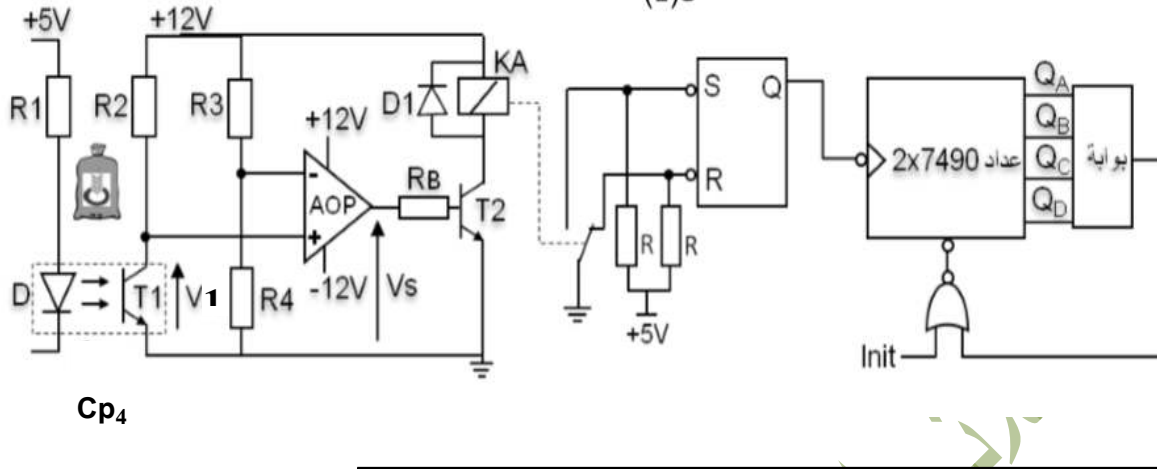 +5V
+12V
R1
R2
R3
+12V
D1
KA
AOP
-
+
-12V
RB
T2
D
T1
V1
R4
Vs
S
Q
R
R
R
+5V
عداد 2x7490
QA
QB
QC
QD
بوابة
Init
Cp4